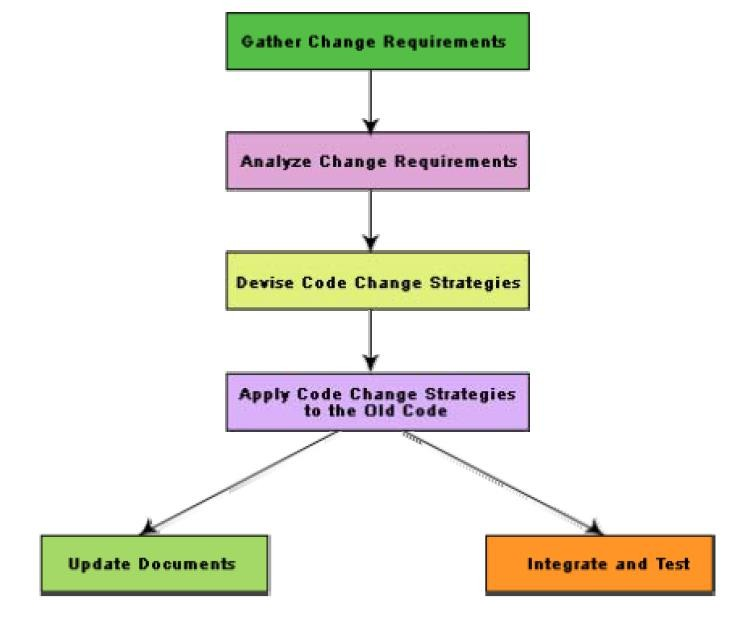 Gather Change Requirements
Analyze Change Requirements
Devise Code Change Strategies
Apply Code Change Strategies
to the Old Code
Update Documents
Integrate and Test